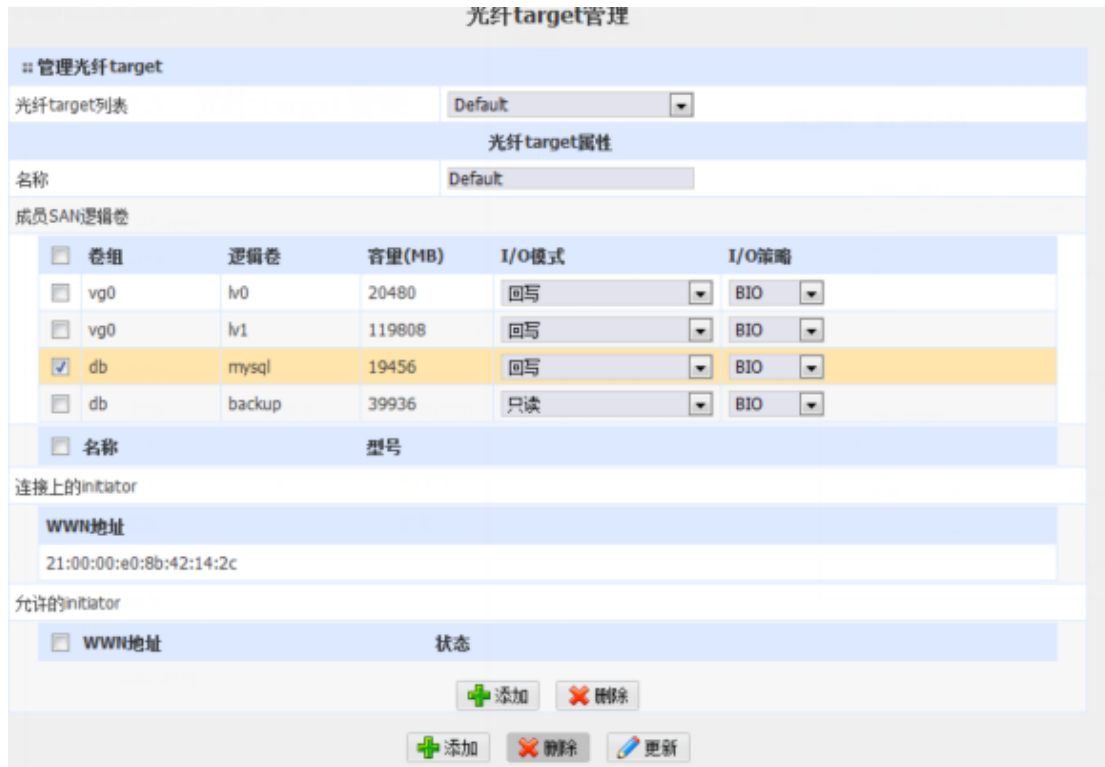 光纤target管理
管理光纤target
光纤target列表 Default
光纤target属性
名称 Default
成员SAN逻辑卷
卷组 逻辑卷 容量(MB) I/O模式 I/O策略
vg0 lv0 20480 回写 BIO
vg0 lv1 119808 回写 BIO
db mysql 19456 回写 BIO
db backup 39936 只读 BIO
名称 型号
连接上的initiator
WWN地址
21:00:00:e0:8b:42:14:2c
允许的initiator
WWN地址 状态
添加 删除
添加 删除 更新